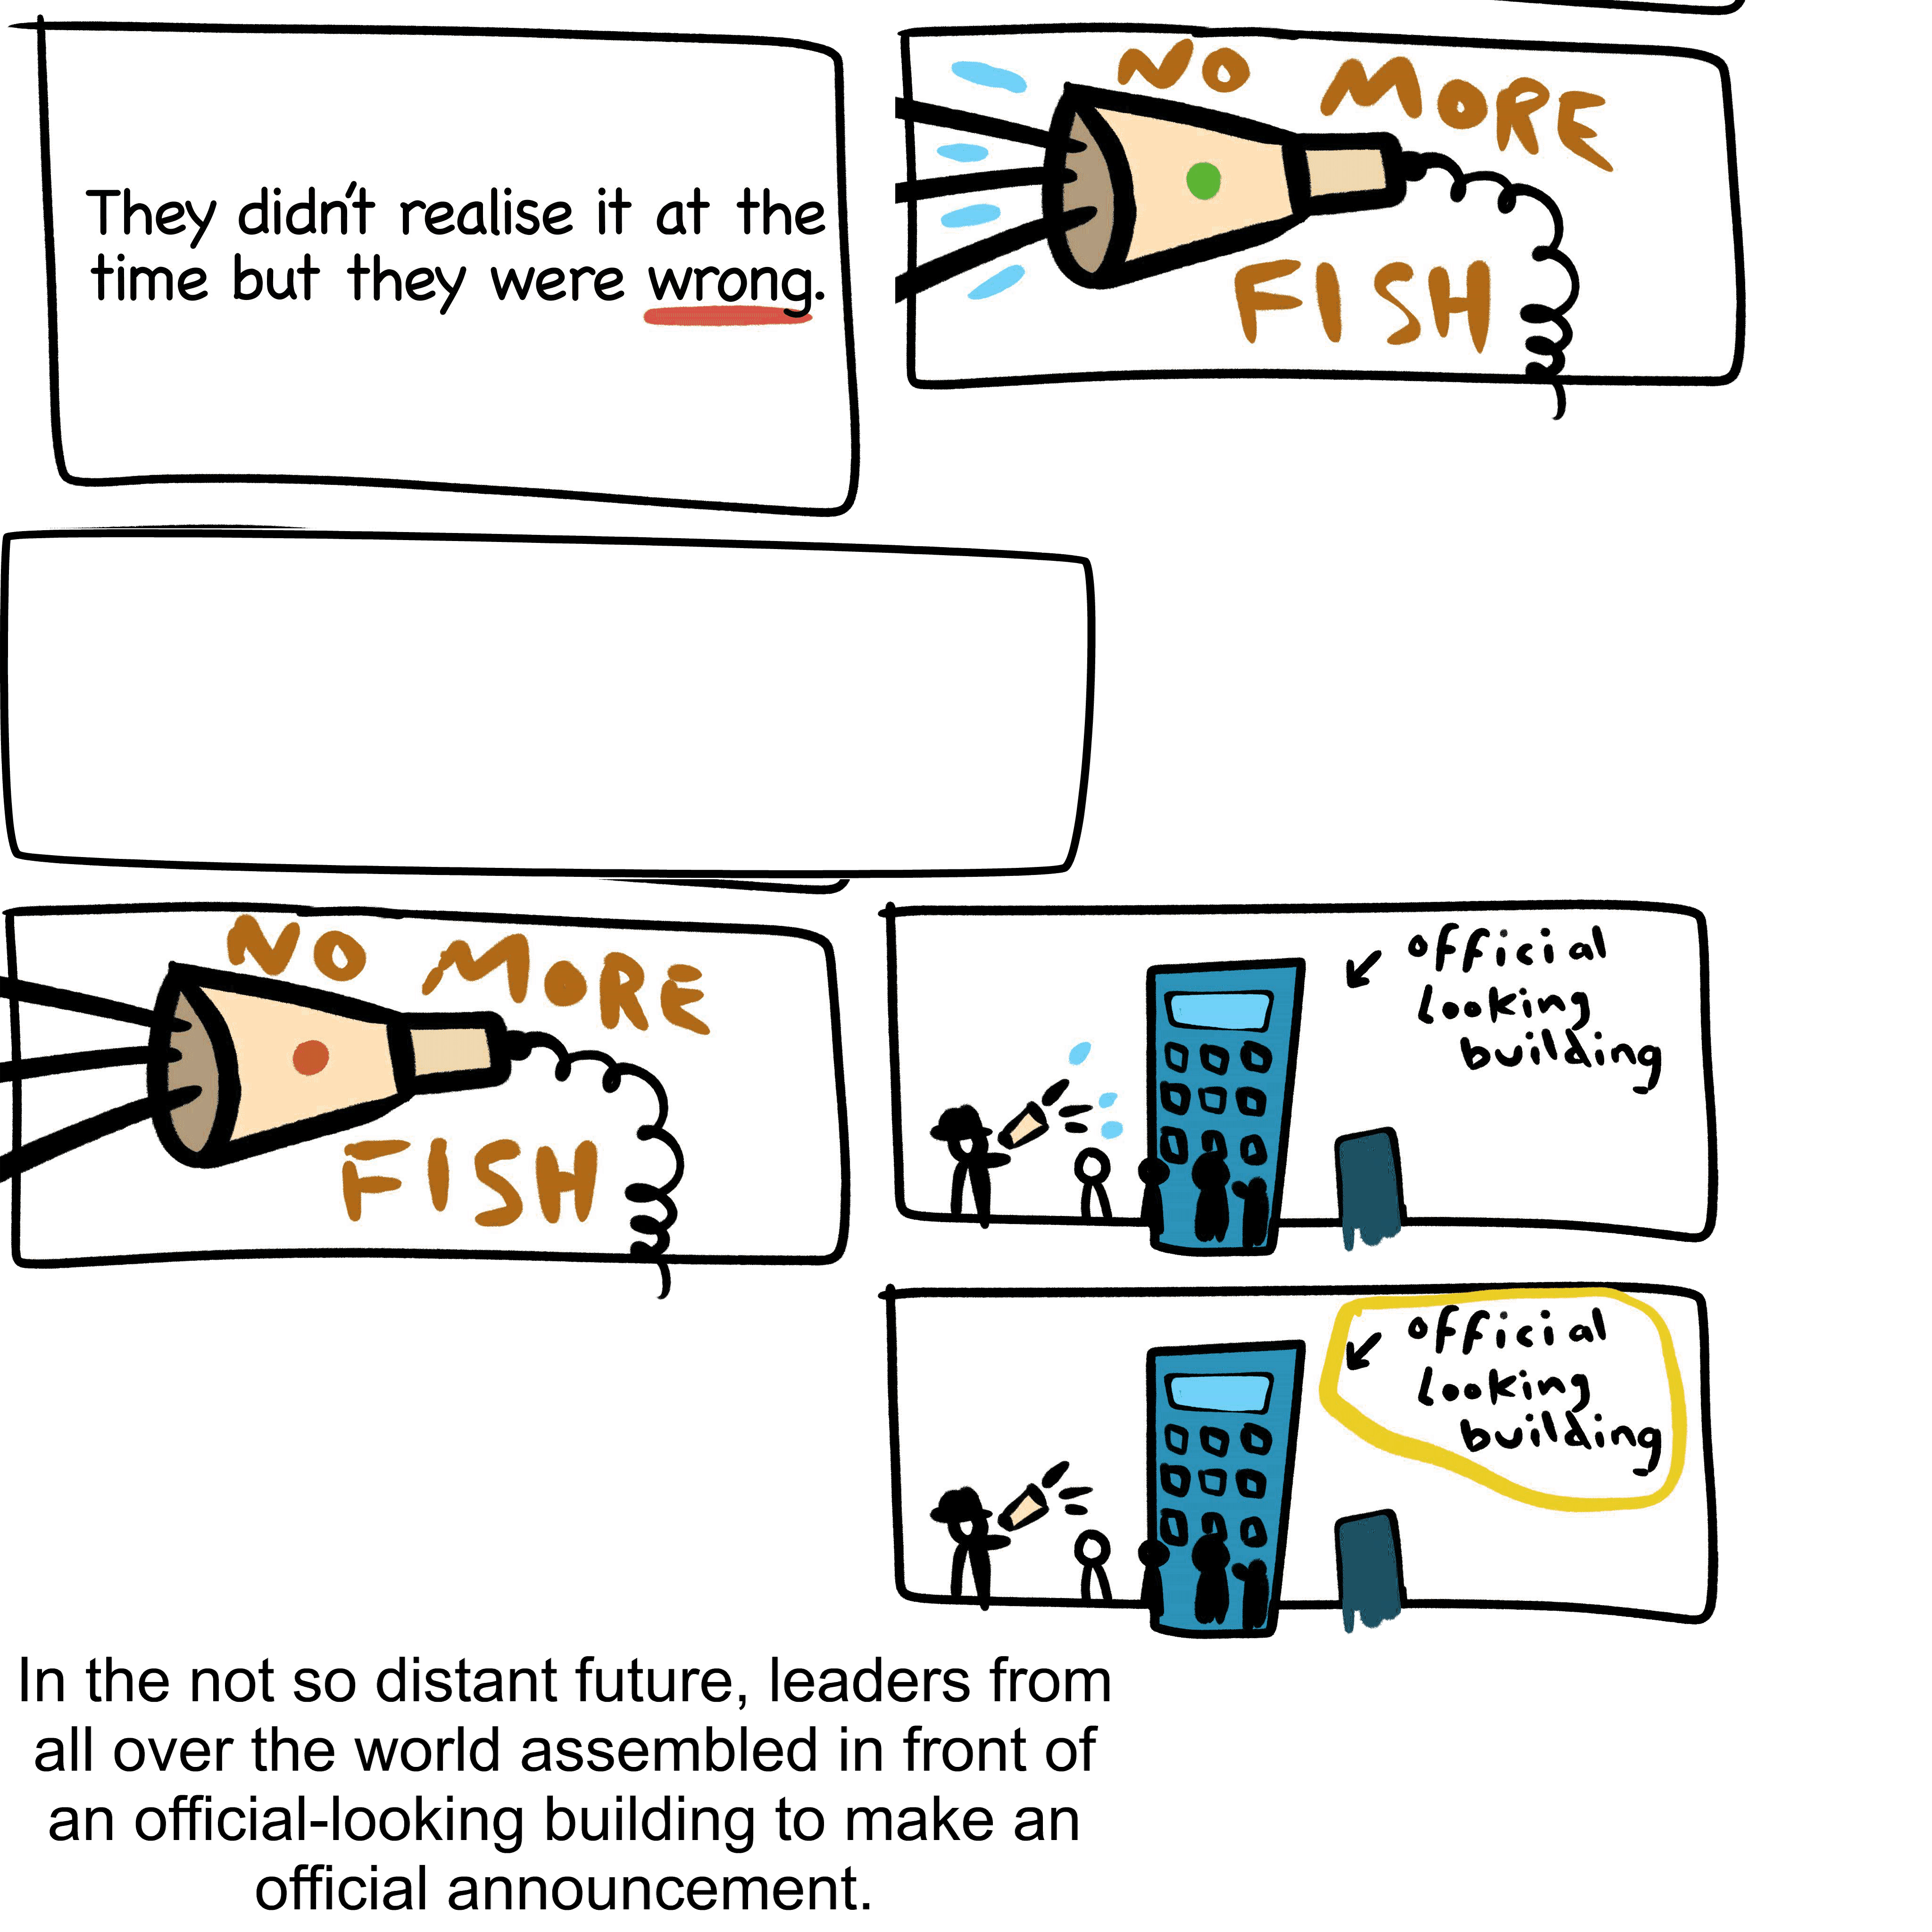 They didn't realise it at the
time but they were wrong.
NO MORE
FISH
NO MORE
FISH
official
looking
building
official
looking
building
In the not so distant future, leaders from
all over the world assembled in front of
an official-looking building to make an
official announcement.